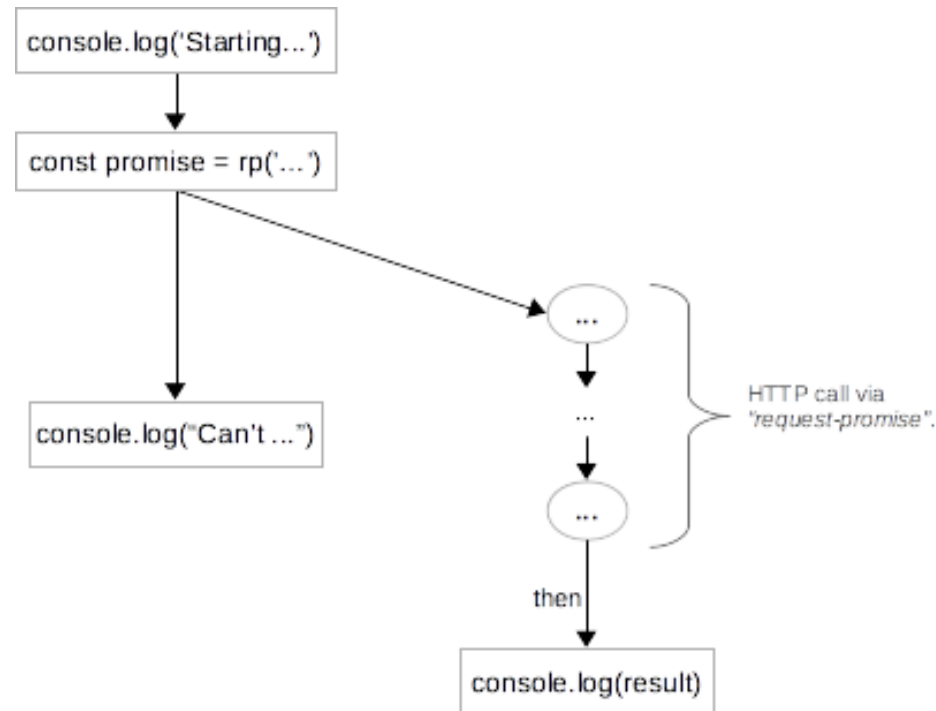 console.log('Starting...')
const promise = rp('...')
...
...
HTTP call via
"request-promise".
console.log("Can't ...")
...
then
console.log(result)